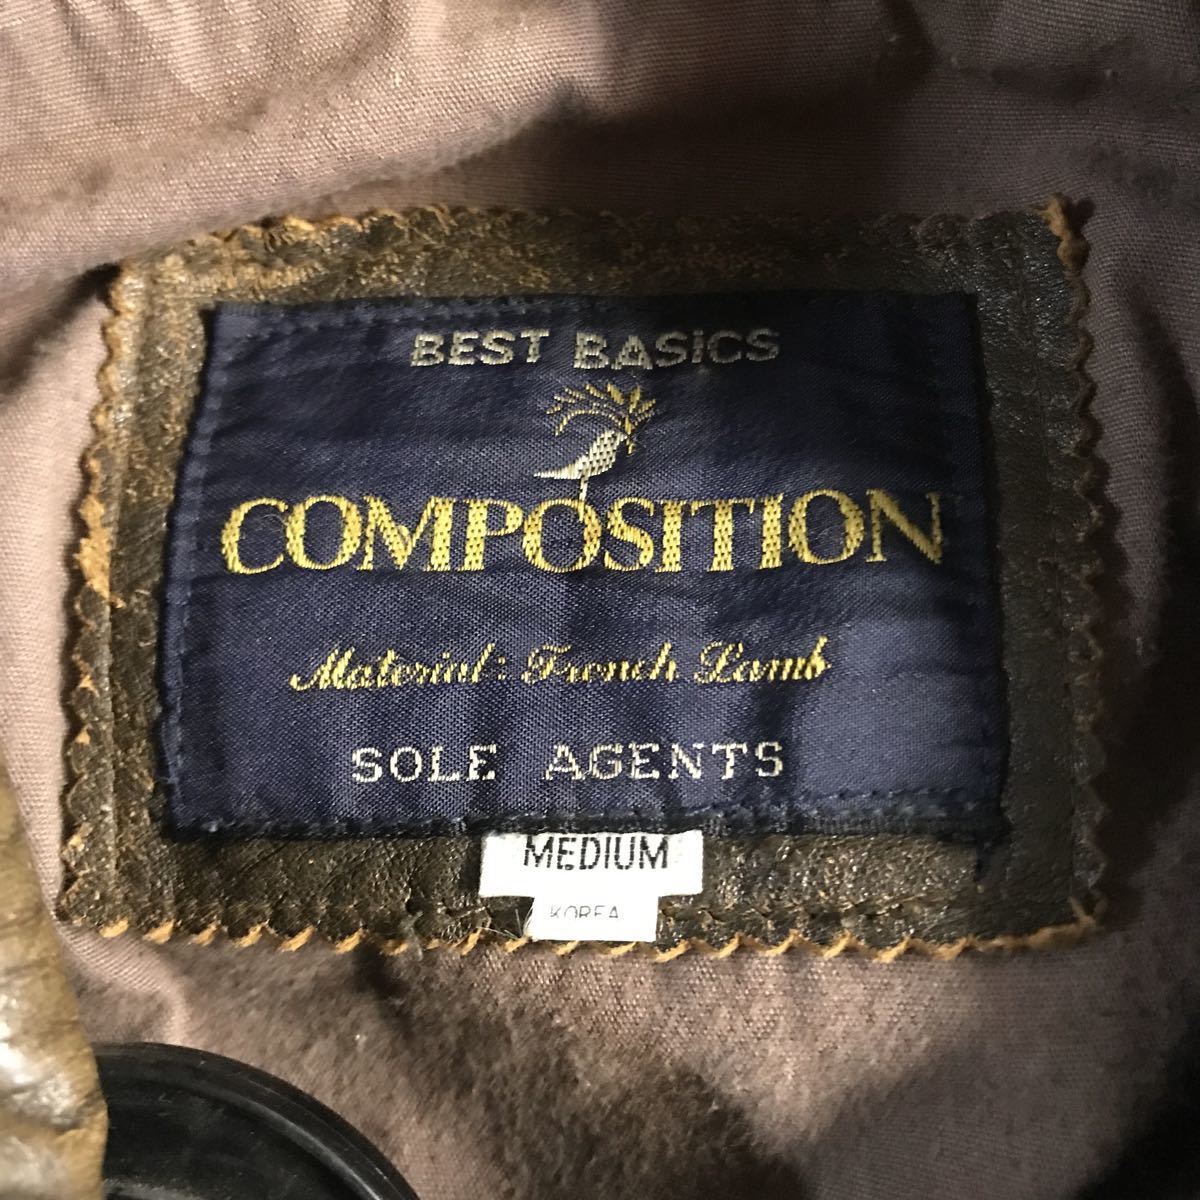 BEST BASiCS
COMPOSITION
Material: French Lamb
SOLE AGENTS
MEDIUM
KOREA